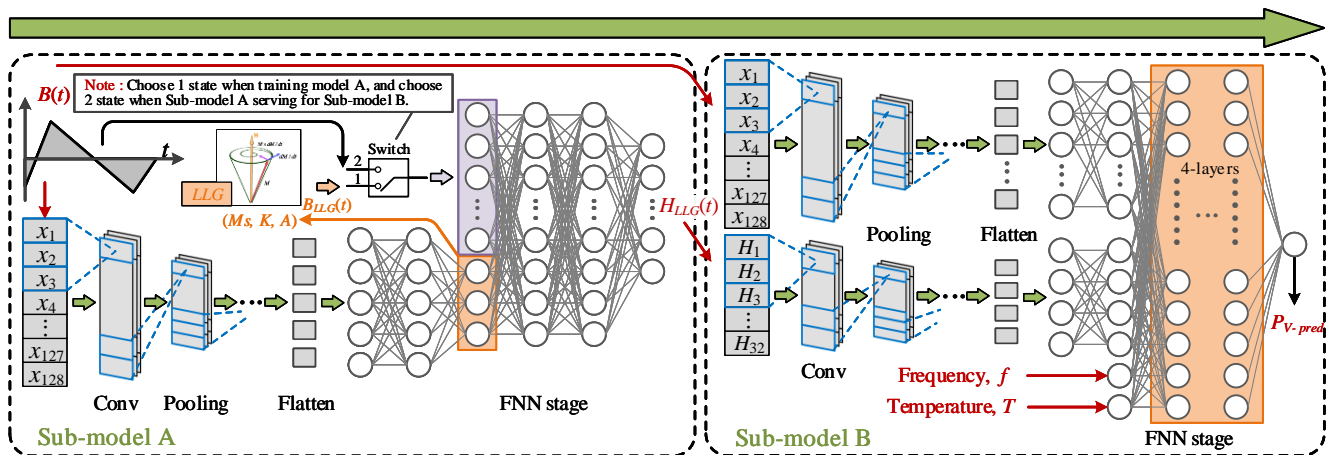 Note : Choose 1 state when training model A, and choose
2 state when Sub-model A serving for Sub-model B.
B(t)
t
LLG
(Ms, K, A)
B_LLG(t)
2
1
Switch
x1
x2
x3
x4
⋮
x127
x128
Conv
Pooling
Flatten
FNN stage
Sub-model A
H_LLG(t)
x1
x2
x3
x4
⋮
x127
x128
Pooling
Flatten
4-layers
H1
H2
H3
⋮
H32
Conv
Frequency, f
Temperature, T
P_V-pred
FNN stage
Sub-model B